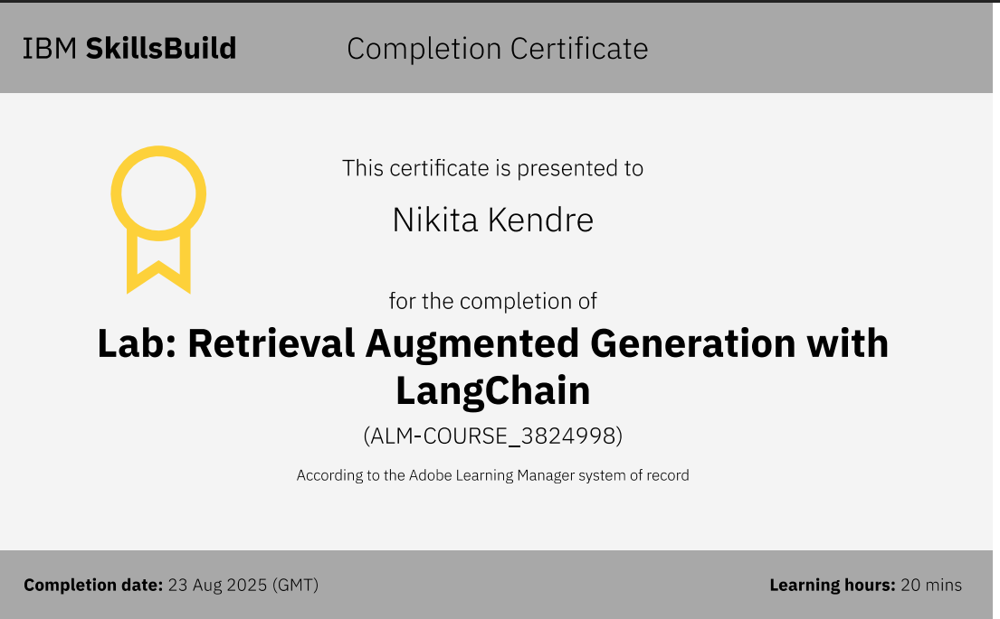 IBM SkillsBuild
Completion Certificate
This certificate is presented to
Nikita Kendre
for the completion of
Lab: Retrieval Augmented Generation with
LangChain
(ALM-COURSE_3824998)
According to the Adobe Learning Manager system of record
Completion date: 23 Aug 2025 (GMT)
Learning hours: 20 mins